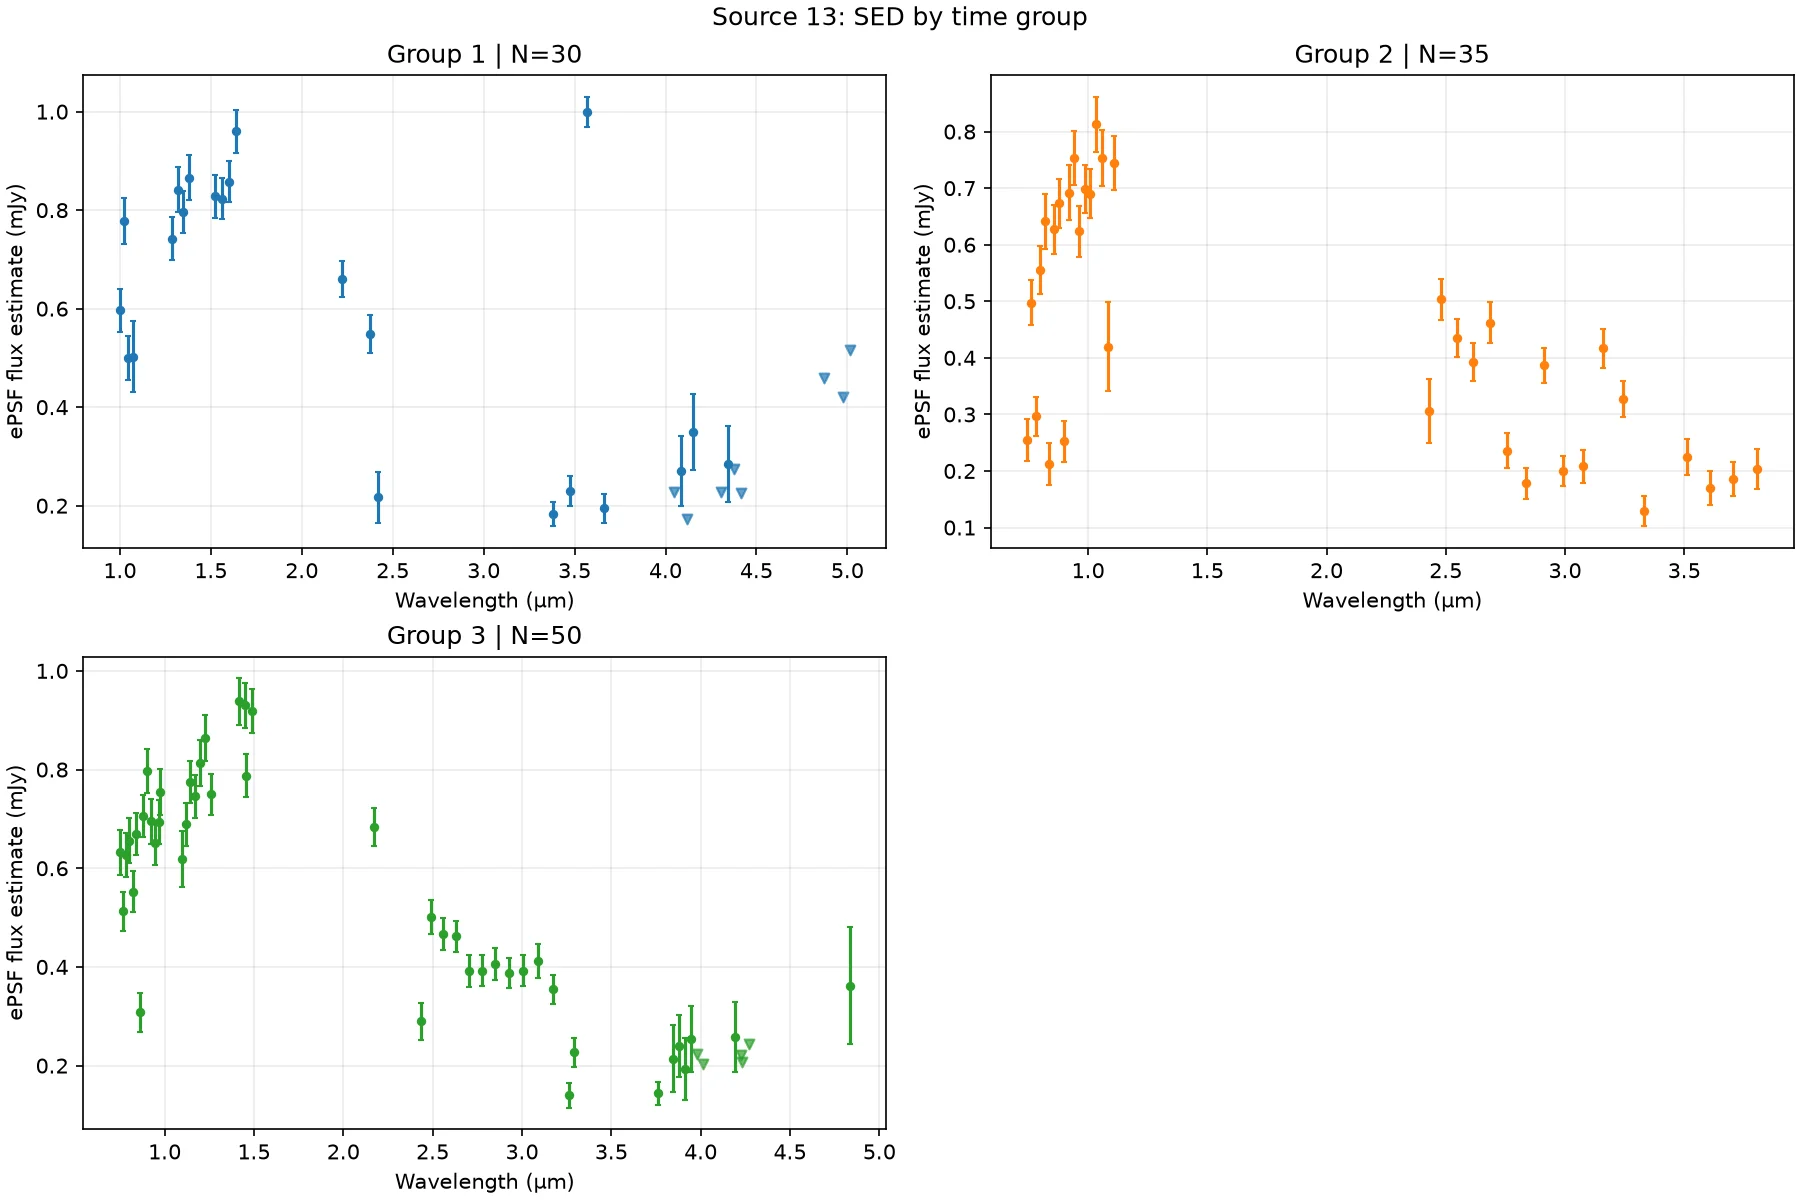 Source 13: SED by time group
Group 1 | N=30
ePSF flux estimate (mJy)
1.0
0.8
0.6
0.4
0.2
1.0 1.5 2.0 2.5 3.0 3.5 4.0 4.5 5.0
Wavelength (μm)
Group 2 | N=35
ePSF flux estimate (mJy)
0.8
0.7
0.6
0.5
0.4
0.3
0.2
0.1
1.0 1.5 2.0 2.5 3.0 3.5
Wavelength (μm)
Group 3 | N=50
ePSF flux estimate (mJy)
1.0
0.8
0.6
0.4
0.2
1.0 1.5 2.0 2.5 3.0 3.5 4.0 4.5 5.0
Wavelength (μm)